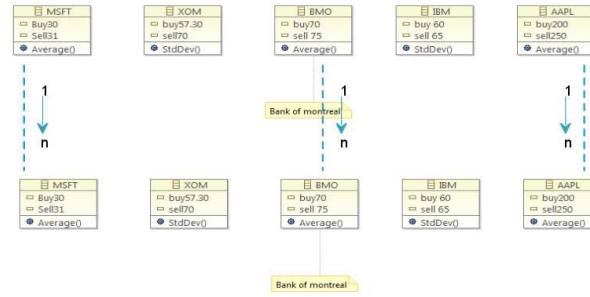 MSFT
Buy30
Sell31
Average()
XOM
buy57.30
sell70
StdDev()
BMO
buy70
sell 75
Average()
IBM
buy 60
sell 65
StdDev()
AAPL
buy200
sell250
Average()
1
n
Bank of montreal
1
n
1
n
MSFT
Buy30
Sell31
Average()
XOM
buy57.30
sell70
StdDev()
BMO
buy70
sell 75
Average()
IBM
buy 60
sell 65
StdDev()
AAPL
buy200
sell250
Average()
Bank of montreal